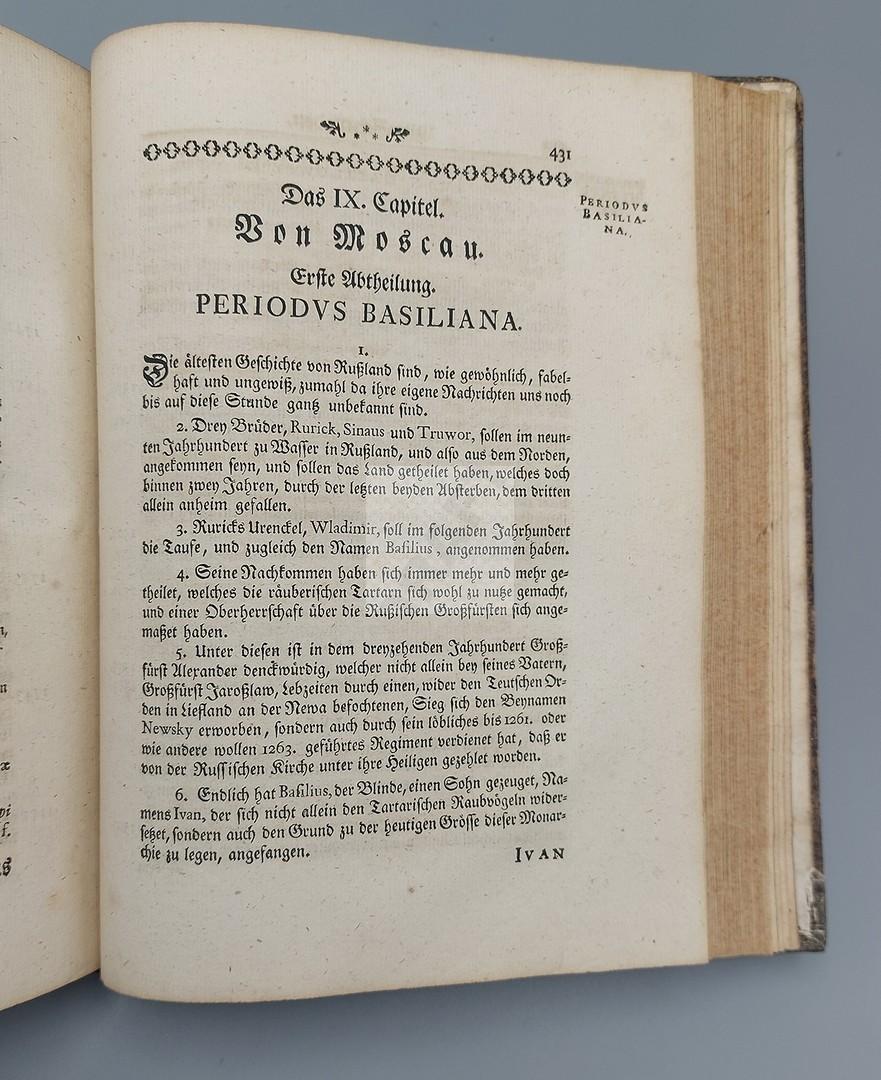 431
PERIODVS
BASILIA-
NA.
Das IX. Capitel.
Von Moscau.
Erste Abtheilung.
PERIODVS BASILIANA.
1.
Die ältesten Geschichte von Rußland sind, wie gewöhnlich, fabel-
haft und ungewiß, zumahl da ihre eigene Nachrichten uns noch
bis auf diese Stunde gantz unbekannt sind.
2. Drey Brüder, Rurick, Sinaus und Truwor, sollen im neun-
ten Jahrhundert zu Wasser in Rußland, und also aus dem Norden,
angekommen seyn, und sollen das Land getheilet haben, welches doch
binnen zwey Jahren, durch der letzten beyden Absterben, dem dritten
allein anheim gefallen.
3. Ruricks Urenckel, Wladimir, soll im folgenden Jahrhundert
die Taufe, und zugleich den Namen Basilius, angenommen haben.
4. Seine Nachkommen haben sich immer mehr und mehr ge-
theilet, welches die räuberischen Tartarn sich wohl zu nutze gemacht,
und einer Oberherrschaft über die Rußischen Großfürsten sich ange-
maßet haben.
5. Unter diesen ist in dem dreyzehenden Jahrhundert Groß-
fürst Alexander denckwürdig, welcher nicht allein bey seines Vatern,
Großfürst Jaroßlaw, Lebzeiten durch einen, wider den Teutschen Or-
den in Liefland an der Newa befochtenen, Sieg sich den Beynamen
Newsky erworben, sondern auch durch sein löbliches bis 1261. oder
wie andere wollen 1263. geführtes Regiment verdienet hat, daß er
von der Russischen Kirche unter ihre Heiligen gezehlet worden.
6. Endlich hat Basilius, der Blinde, einen Sohn gezeuget, Na-
mens Ivan, der sich nicht allein den Tartarischen Raubvögeln wider-
setzet, sondern auch den Grund zu der heutigen Grösse dieser Monar-
chie zu legen, angefangen.
IVAN